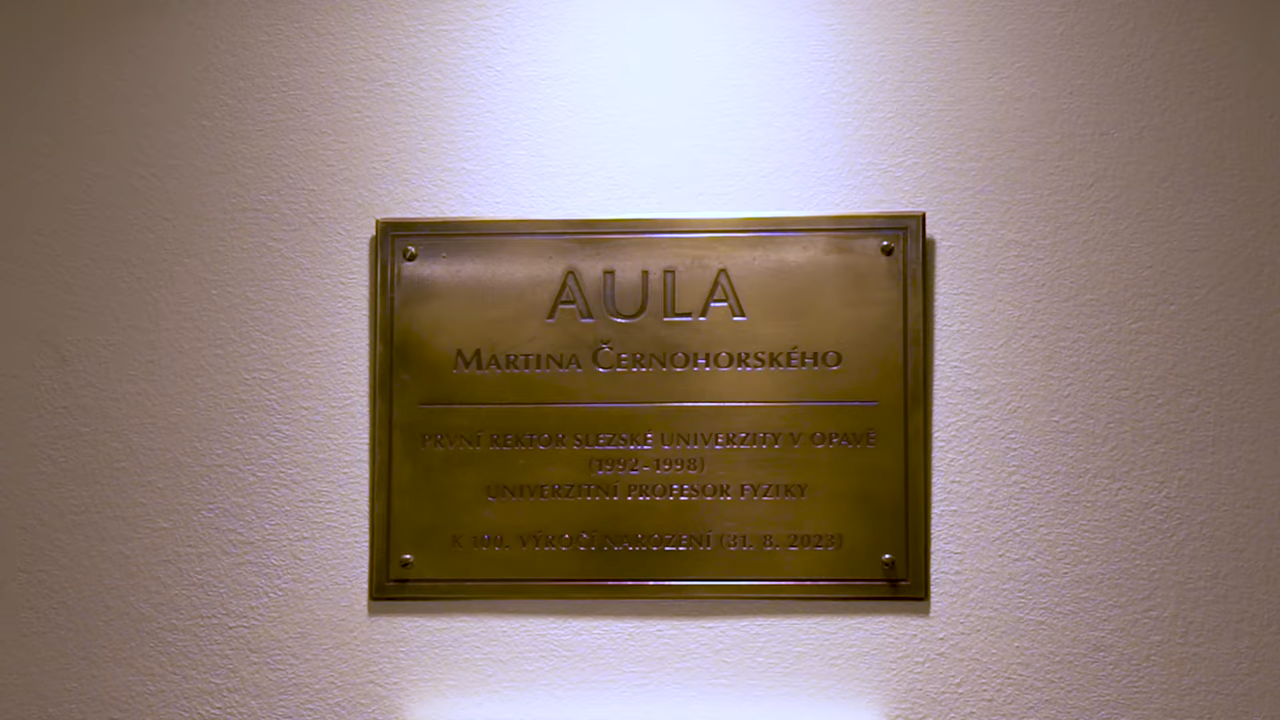 AULA
MARTINA ČERNOHORSKÉHO
PRVNÍ REKTOR SLEZSKÉ UNIVERZITY V OPAVĚ
(1992-1998)
UNIVERZITNÍ PROFESOR FYZIKY
K 100. VÝROČÍ NAROZENÍ (31. 8. 2023)